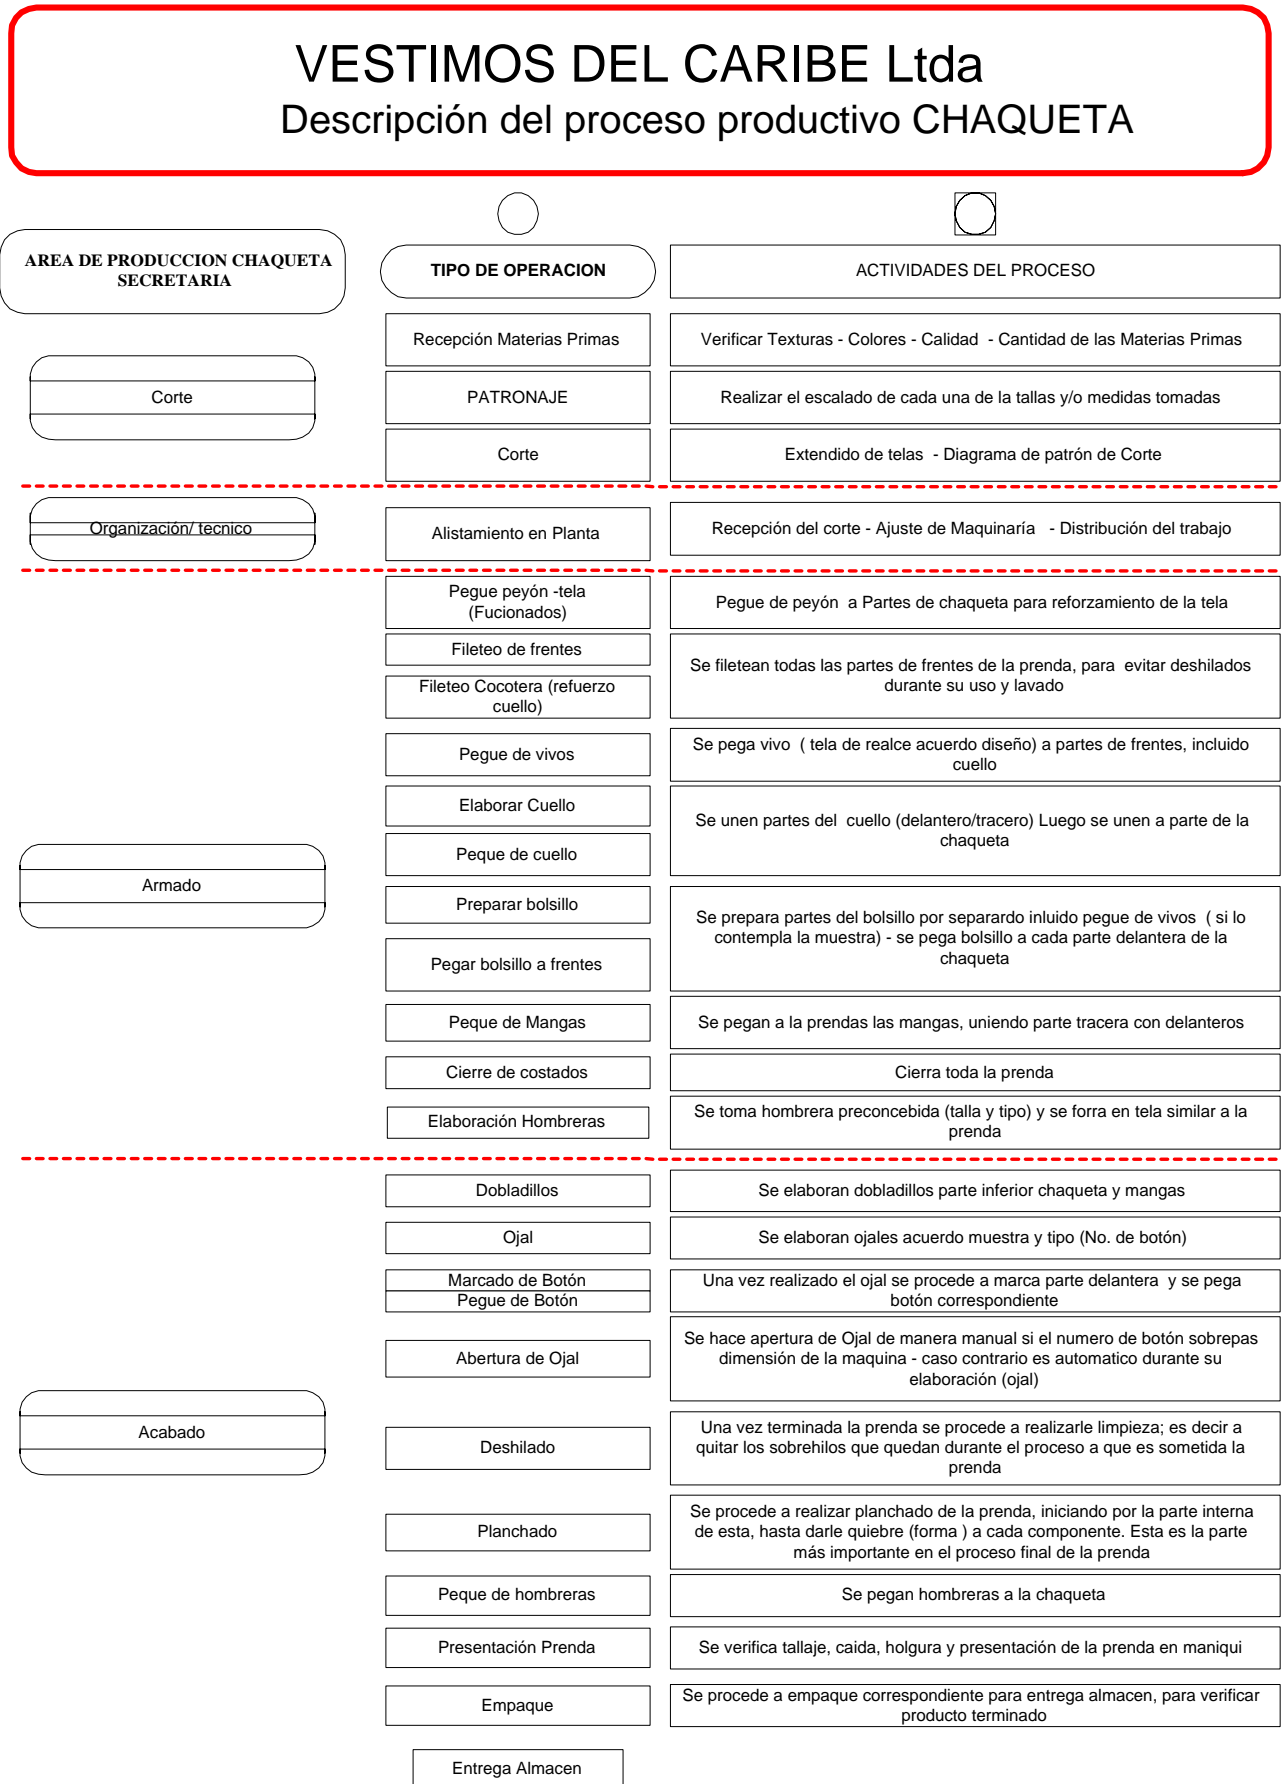 VESTIMOS DEL CARIBE Ltda
Descripción del proceso productivo CHAQUETA
AREA DE PRODUCCION CHAQUETA
SECRETARIA
TIPO DE OPERACION
ACTIVIDADES DEL PROCESO
Recepción Materias Primas
Verificar Texturas - Colores - Calidad - Cantidad de las Materias Primas
Corte
PATRONAJE
Realizar el escalado de cada una de la tallas y/o medidas tomadas
Corte
Extendido de telas - Diagrama de patrón de Corte
Organización/ tecnico
Alistamiento en Planta
Recepción del corte - Ajuste de Maquinaría - Distribución del trabajo
Pegue peyón -tela
(Fucionados)
Pegue de peyón a Partes de chaqueta para reforzamiento de la tela
Fileteo de frentes
Fileteo Cocotera (refuerzo
cuello)
Se filetean todas las partes de frentes de la prenda, para evitar deshilados
durante su uso y lavado
Pegue de vivos
Se pega vivo ( tela de realce acuerdo diseño) a partes de frentes, incluido
cuello
Elaborar Cuello
Peque de cuello
Se unen partes del cuello (delantero/tracero) Luego se unen a parte de la
chaqueta
Armado
Preparar bolsillo
Pegar bolsillo a frentes
Se prepara partes del bolsillo por separardo inluido pegue de vivos ( si lo
contempla la muestra) - se pega bolsillo a cada parte delantera de la
chaqueta
Peque de Mangas
Se pegan a la prendas las mangas, uniendo parte tracera con delanteros
Cierre de costados
Cierra toda la prenda
Elaboración Hombreras
Se toma hombrera preconcebida (talla y tipo) y se forra en tela similar a la
prenda
Dobladillos
Se elaboran dobladillos parte inferior chaqueta y mangas
Ojal
Se elaboran ojales acuerdo muestra y tipo (No. de botón)
Marcado de Botón
Pegue de Botón
Una vez realizado el ojal se procede a marca parte delantera y se pega
botón correspondiente
Abertura de Ojal
Se hace apertura de Ojal de manera manual si el numero de botón sobrepas
dimensión de la maquina - caso contrario es automatico durante su
elaboración (ojal)
Acabado
Deshilado
Una vez terminada la prenda se procede a realizarle limpieza; es decir a
quitar los sobrehilos que quedan durante el proceso a que es sometida la
prenda
Planchado
Se procede a realizar planchado de la prenda, iniciando por la parte interna
de esta, hasta darle quiebre (forma ) a cada componente. Esta es la parte
más importante en el proceso final de la prenda
Peque de hombreras
Se pegan hombreras a la chaqueta
Presentación Prenda
Se verifica tallaje, caida, holgura y presentación de la prenda en maniqui
Empaque
Se procede a empaque correspondiente para entrega almacen, para verificar
producto terminado
Entrega Almacen